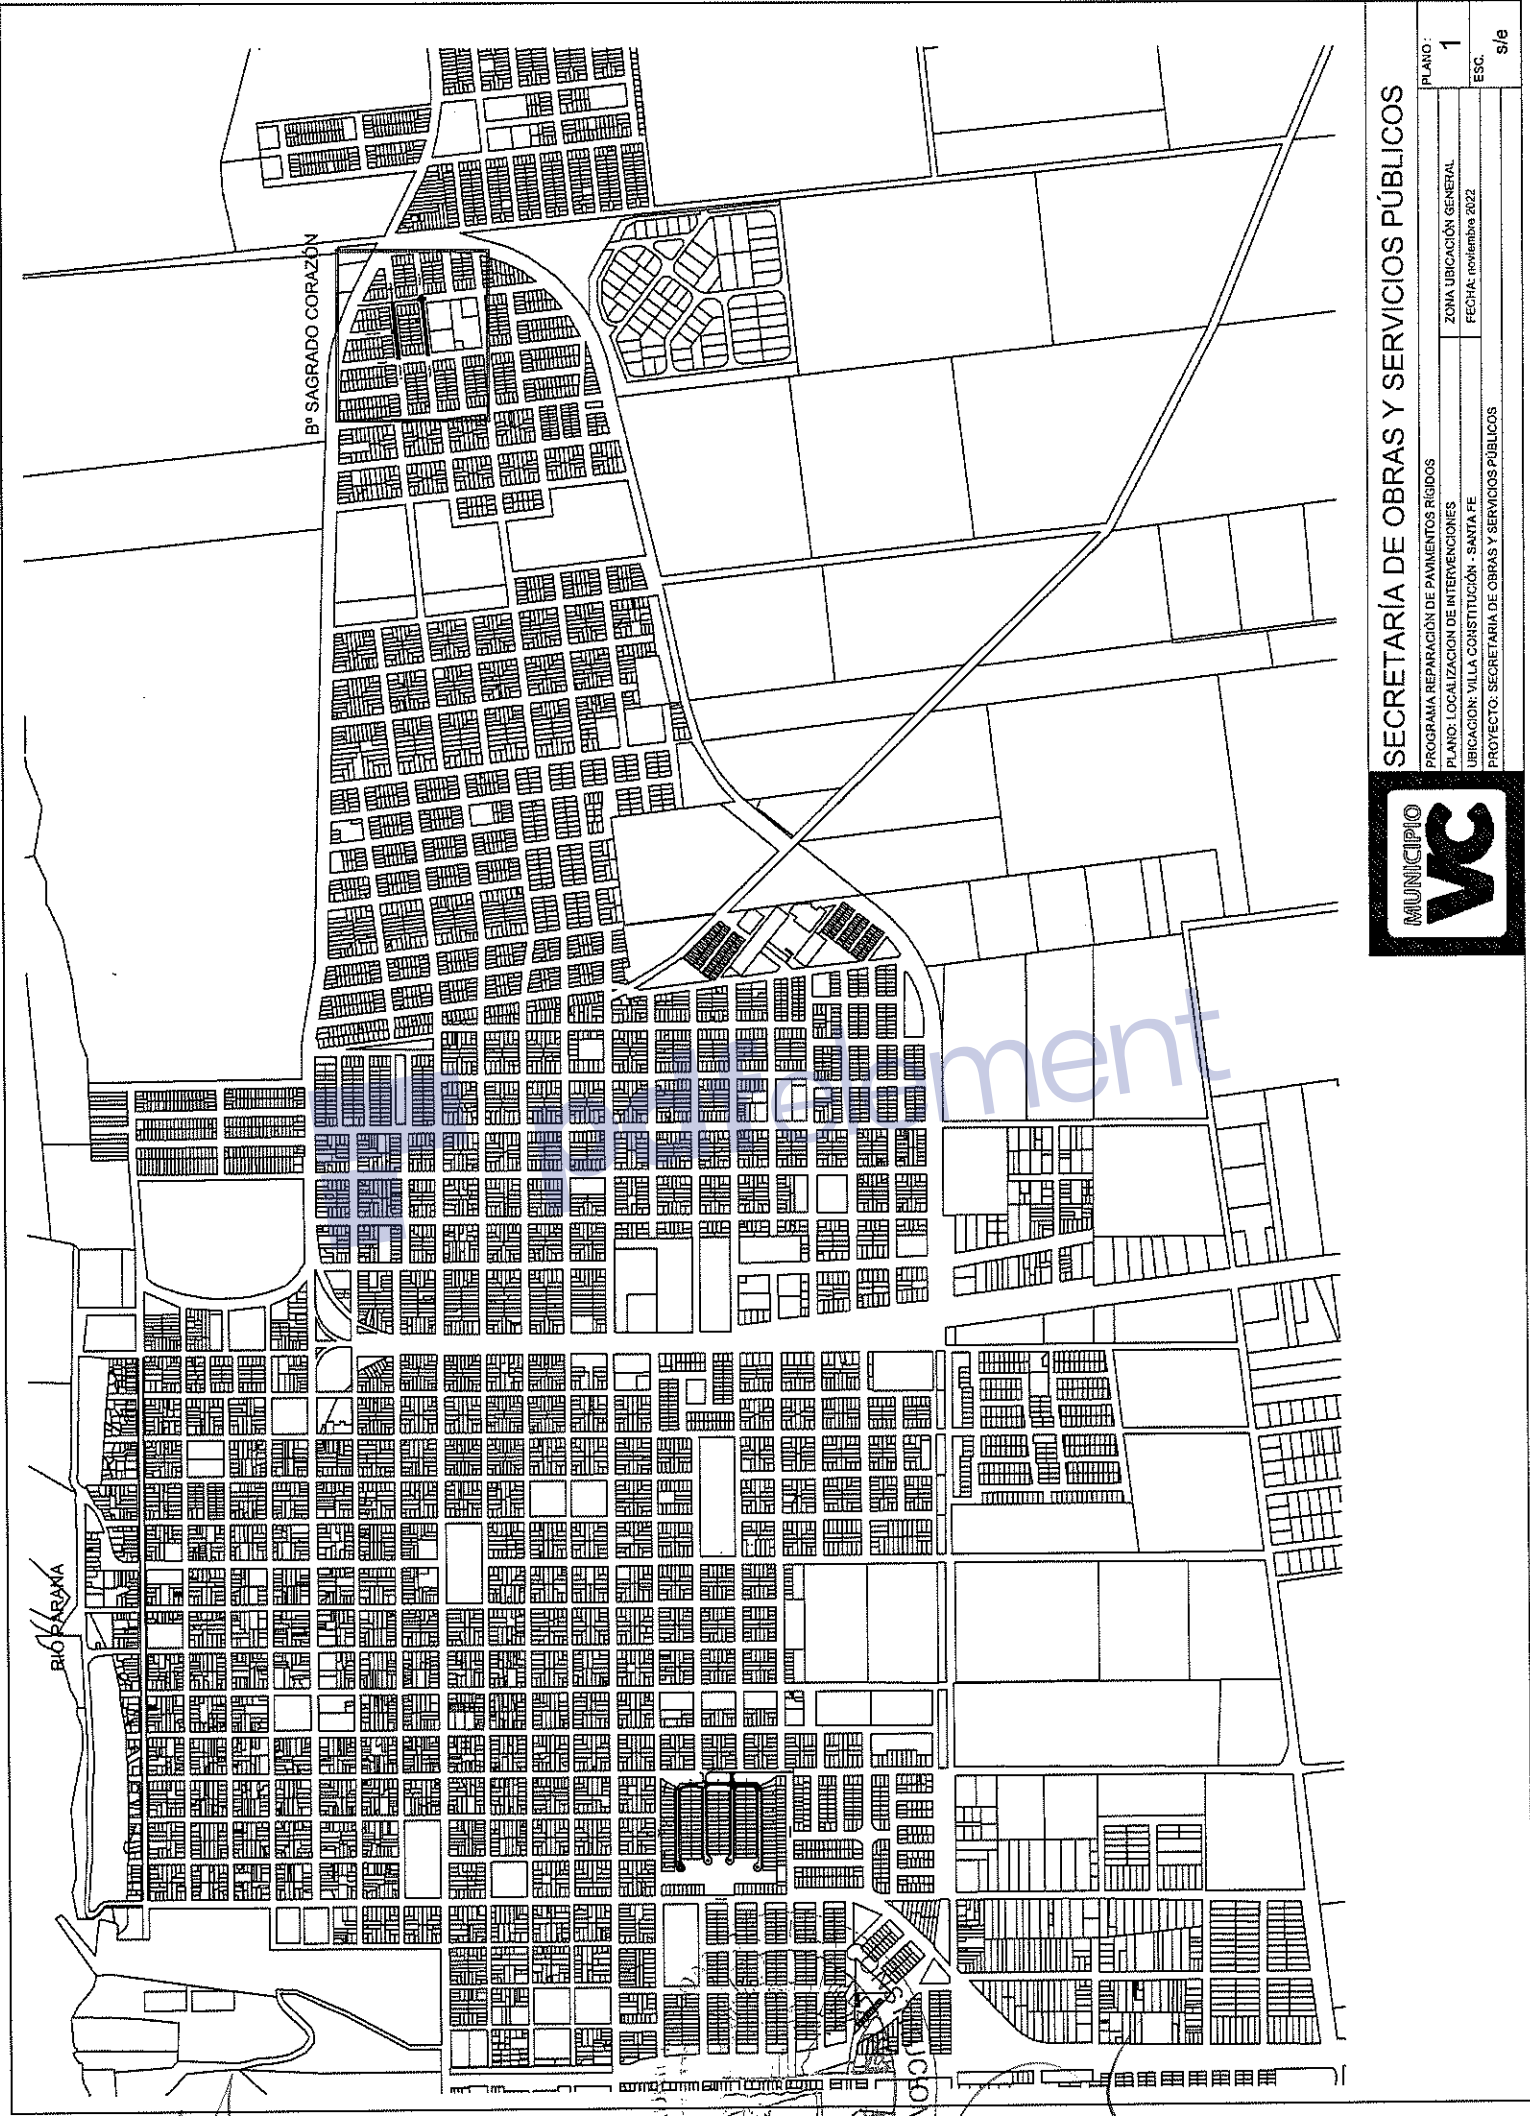 RIO PARANA
Bº SAGRADO CORAZÓN
pdfelement
MUNICIPIO
VC
SECRETARÍA DE OBRAS Y SERVICIOS PÚBLICOS
PROGRAMA REPARACIÓN DE PAVIMENTOS RÍGIDOS
PLANO: LOCALIZACION DE INTERVENCIONES
ZONA UBICACIÓN GENERAL
UBICACION: VILLA CONSTITUCIÓN - SANTA FE
FECHA: noviembre 2022
PROYECTO: SECRETARIA DE OBRAS Y SERVICIOS PÚBLICOS
PLANO:
1
ESC.
s/e